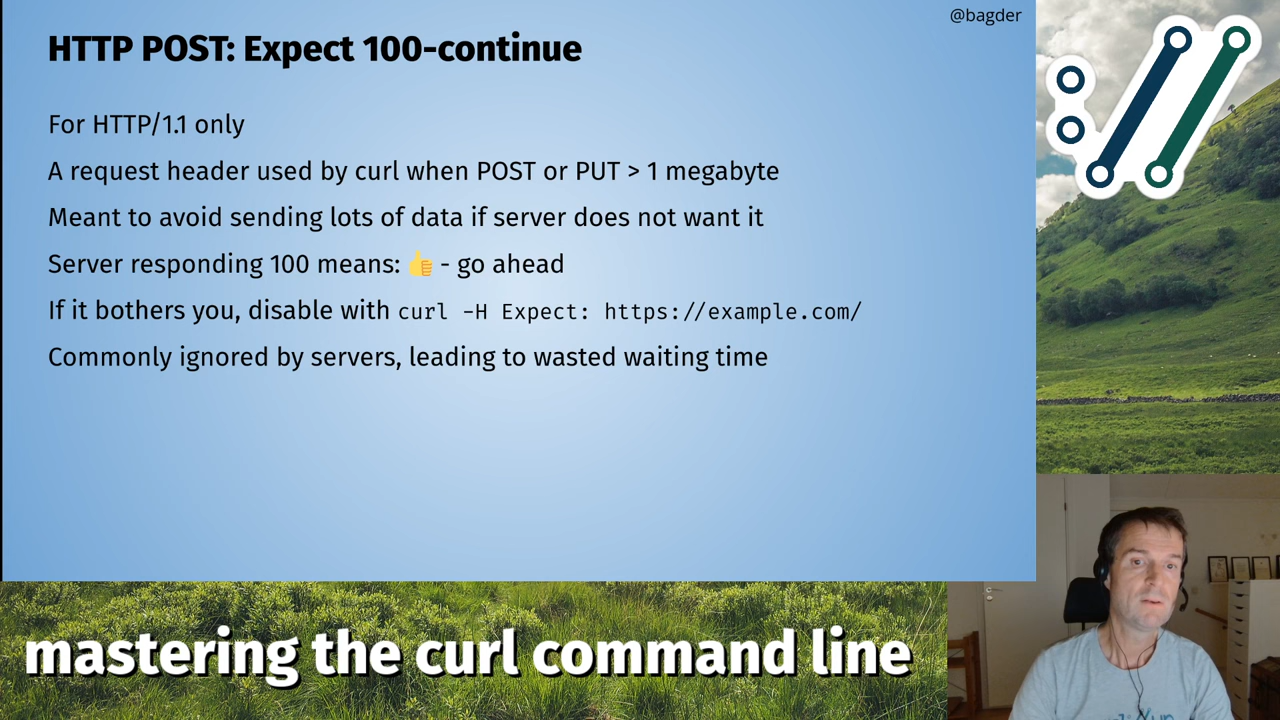 @bagder
HTTP POST: Expect 100-continue
For HTTP/1.1 only
A request header used by curl when POST or PUT > 1 megabyte
Meant to avoid sending lots of data if server does not want it
Server responding 100 means: 👍 - go ahead
If it bothers you, disable with curl -H Expect: https://example.com/
Commonly ignored by servers, leading to wasted waiting time
mastering the curl command line